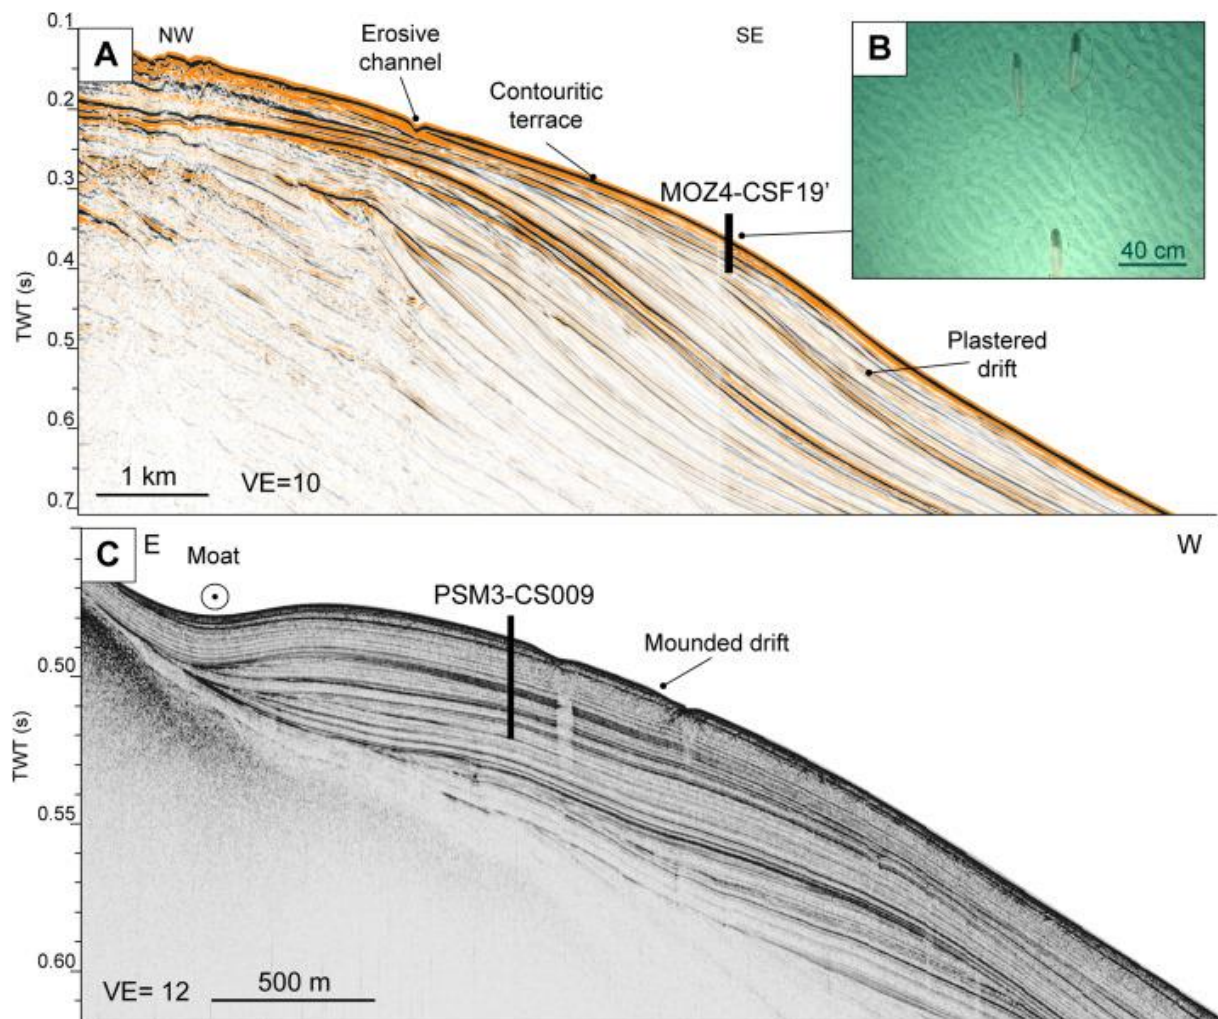 A
NW
SE
Erosive
channel
Contouritic
terrace
MOZ4-CSF19'
Plastered
drift
B
40 cm
0.1
0.2
0.3
0.4
0.5
0.6
0.7
TWT (s)
1 km
VE=10
C
E
W
Moat
PSM3-CS009
Mounded drift
0.50
0.55
0.60
TWT (s)
VE= 12
500 m